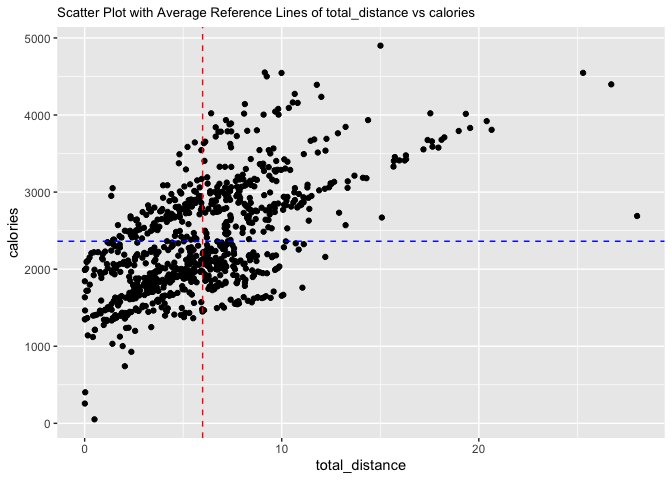 Scatter Plot with Average Reference Lines of total_distance vs calories
5000
4000
3000
2000
1000
0
calories
0 10 20
total_distance